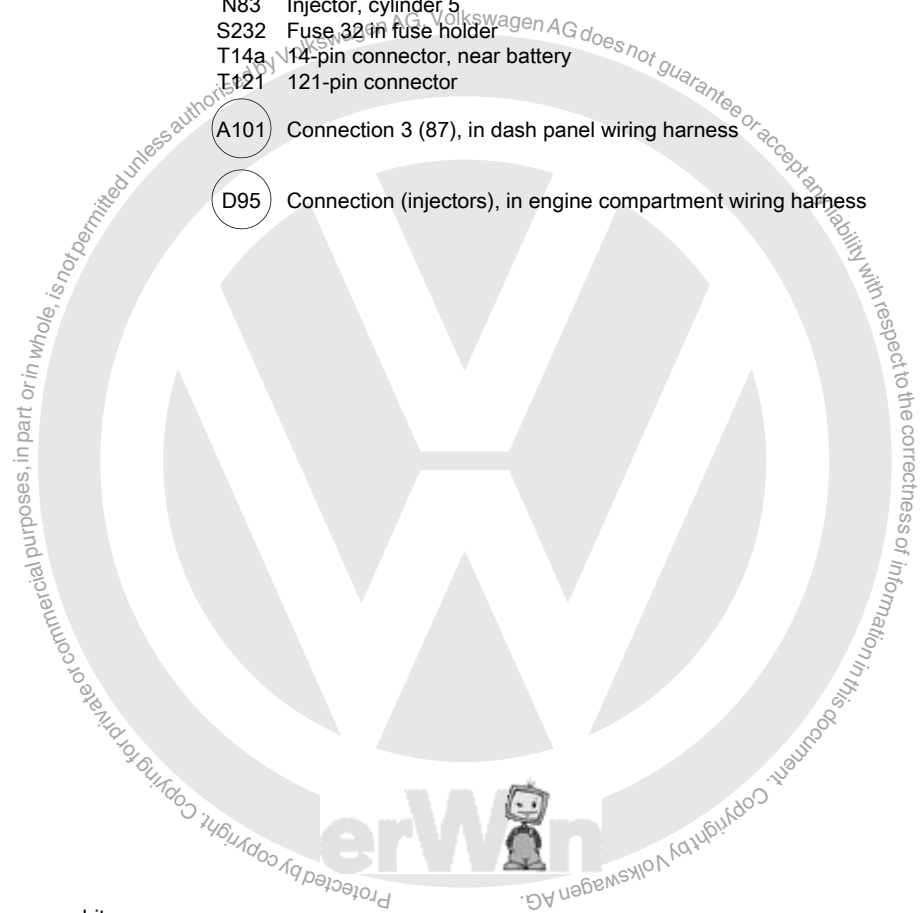 N83 Injector, cylinder 5
S232 Fuse 32 in fuse holder
T14a 14-pin connector, near battery
T121 121-pin connector
A101 Connection 3 (87), in dash panel wiring harness
D95 Connection (injectors), in engine compartment wiring harness
Protected by copyright. Copying for private or commercial purposes, in part or in whole, is not permitted unless authorised by Volkswagen AG. Volkswagen AG does not guarantee or accept any liability with respect to the correctness of information in this document. Copyright by Volkswagen AG.
erWin